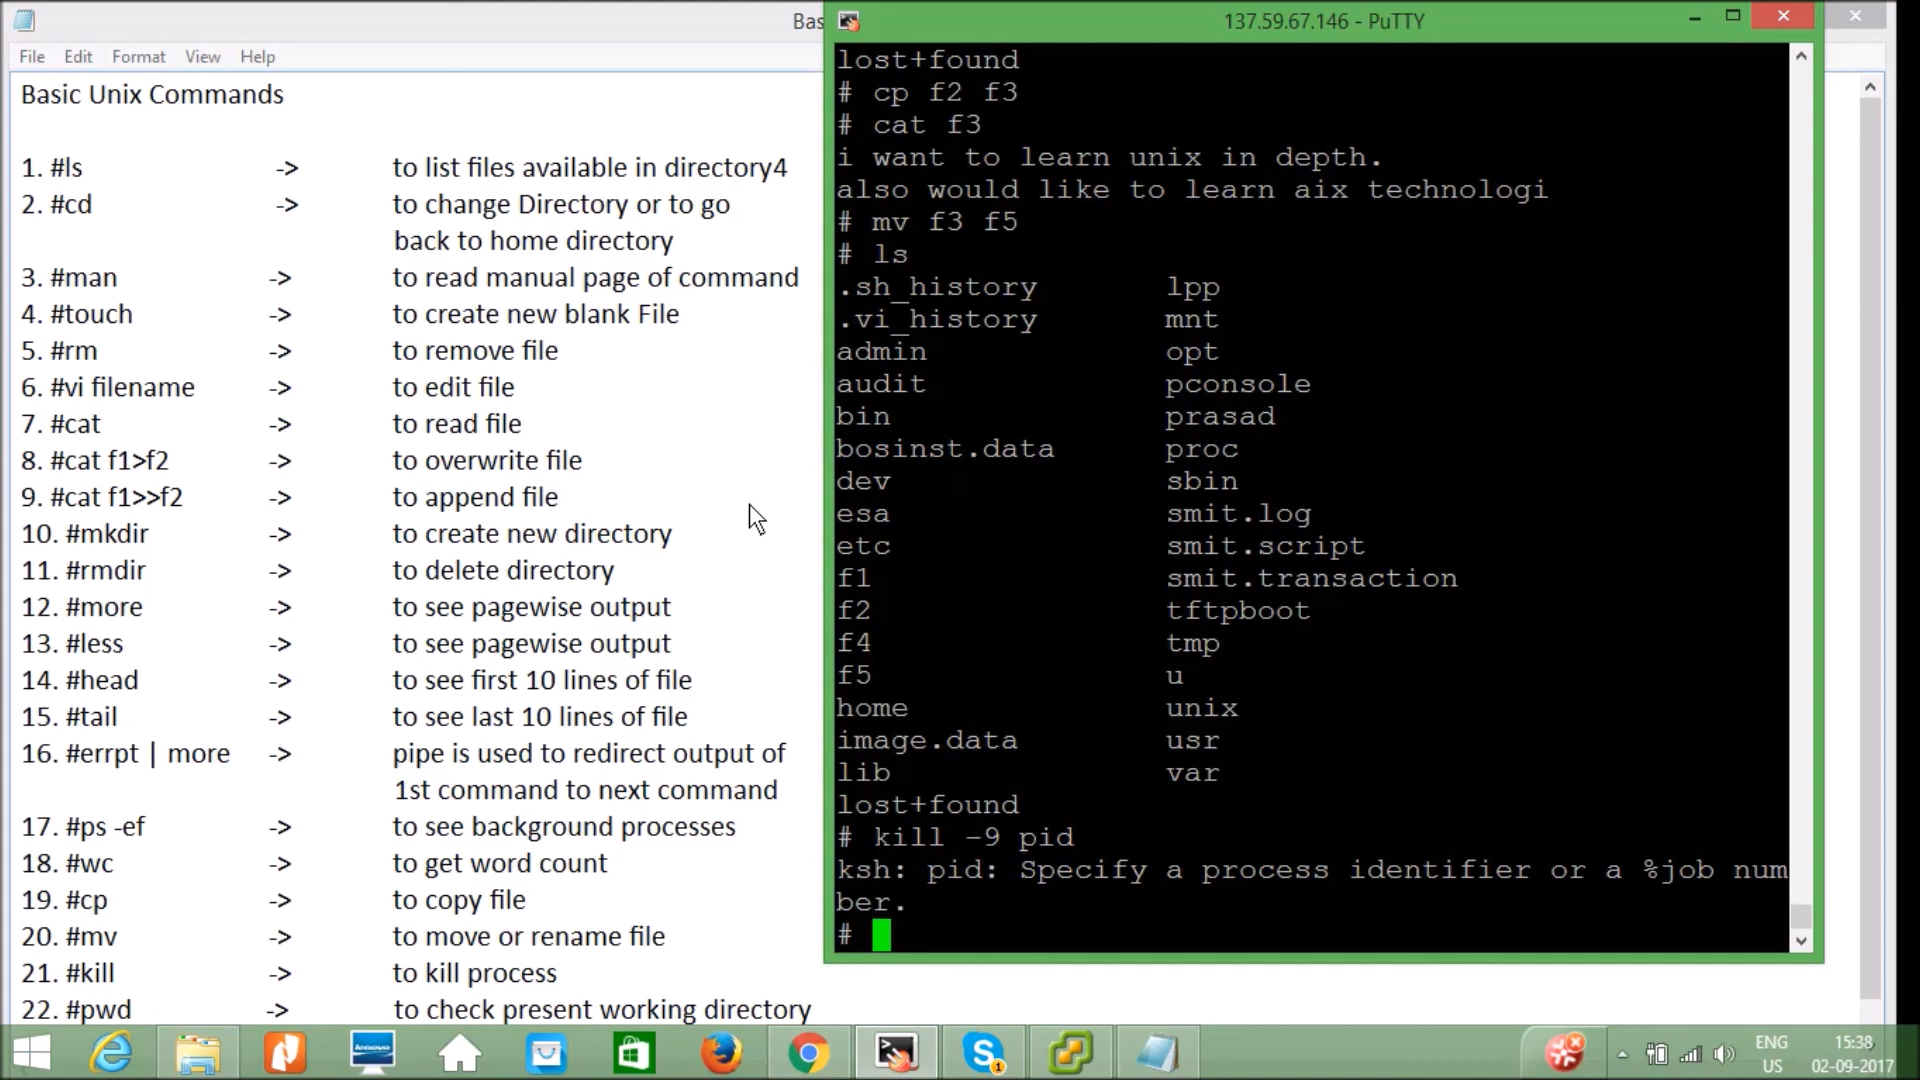 Bas
137.59.67.146 - PuTTY
File Edit Format View Help
Basic Unix Commands
1. #ls -> to list files available in directory4
2. #cd -> to change Directory or to go
back to home directory
3. #man -> to read manual page of command
4. #touch -> to create new blank File
5. #rm -> to remove file
6. #vi filename -> to edit file
7. #cat -> to read file
8. #cat f1>f2 -> to overwrite file
9. #cat f1>>f2 -> to append file
10. #mkdir -> to create new directory
11. #rmdir -> to delete directory
12. #more -> to see pagewise output
13. #less -> to see pagewise output
14. #head -> to see first 10 lines of file
15. #tail -> to see last 10 lines of file
16. #errpt | more -> pipe is used to redirect output of
1st command to next command
17. #ps -ef -> to see background processes
18. #wc -> to get word count
19. #cp -> to copy file
20. #mv -> to move or rename file
21. #kill -> to kill process
22. #pwd -> to check present working directory
lost+found
# cp f2 f3
# cat f3
i want to learn unix in depth.
also would like to learn aix technologi
# mv f3 f5
# ls
.sh_history lpp
.vi_history mnt
admin opt
audit pconsole
bin prasad
bosinst.data proc
dev sbin
esa smit.log
etc smit.script
f1 smit.transaction
f2 tftpboot
f4 tmp
f5 u
home unix
image.data usr
lib var
lost+found
# kill -9 pid
ksh: pid: Specify a process identifier or a %job num
ber.
#
lenovo
S 1
ENG 15:38
US 02-09-2017